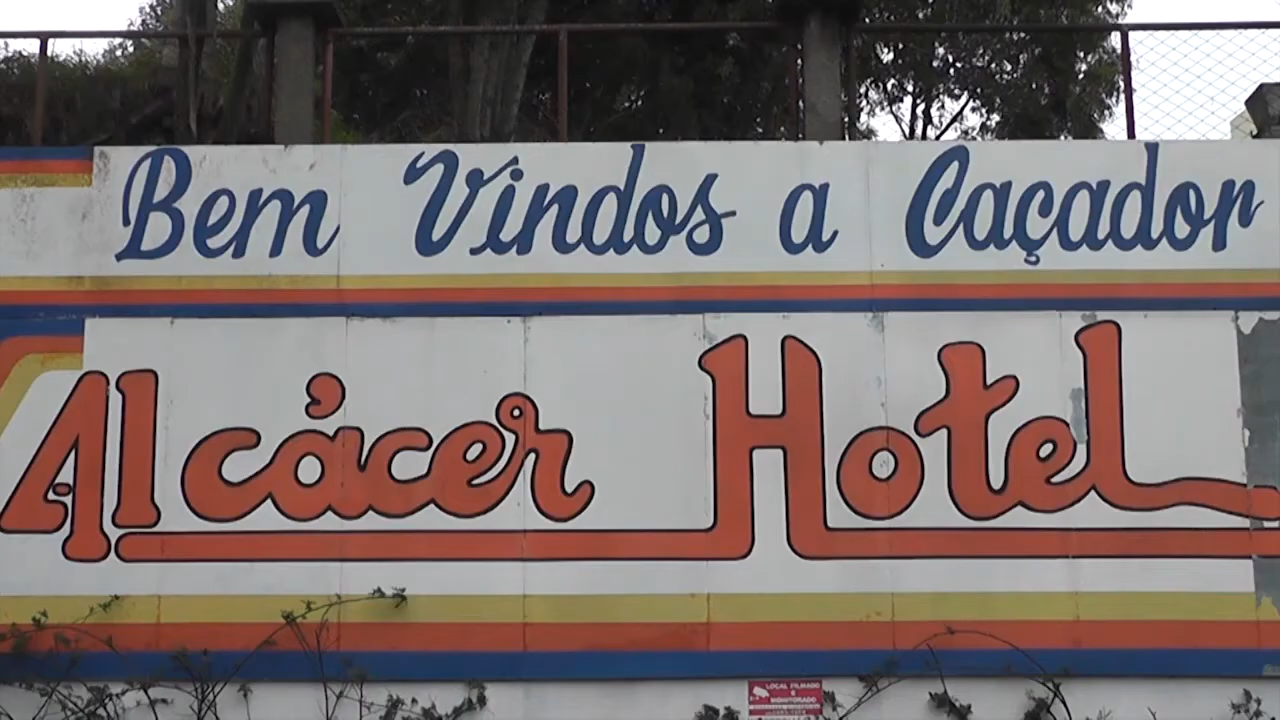 Bem Vindos a Caçador
Alcácer Hotel
LOCAL FILMADO
E
MONITORADO